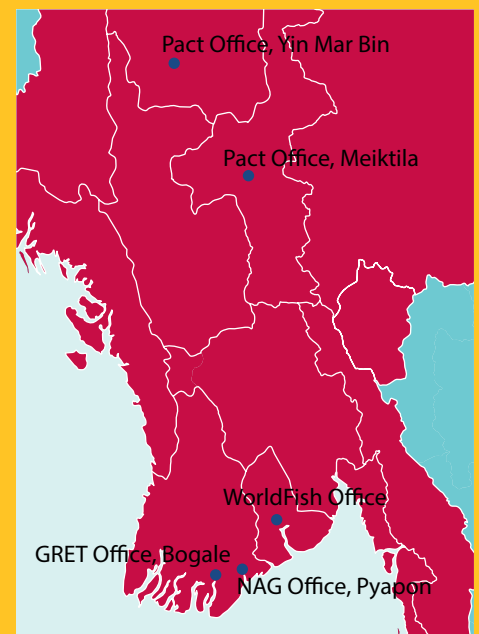 Pact Office, Yin Mar Bin
Pact Office, Meiktila
WorldFish Office
GRET Office, Bogale
NAG Office, Pyapon